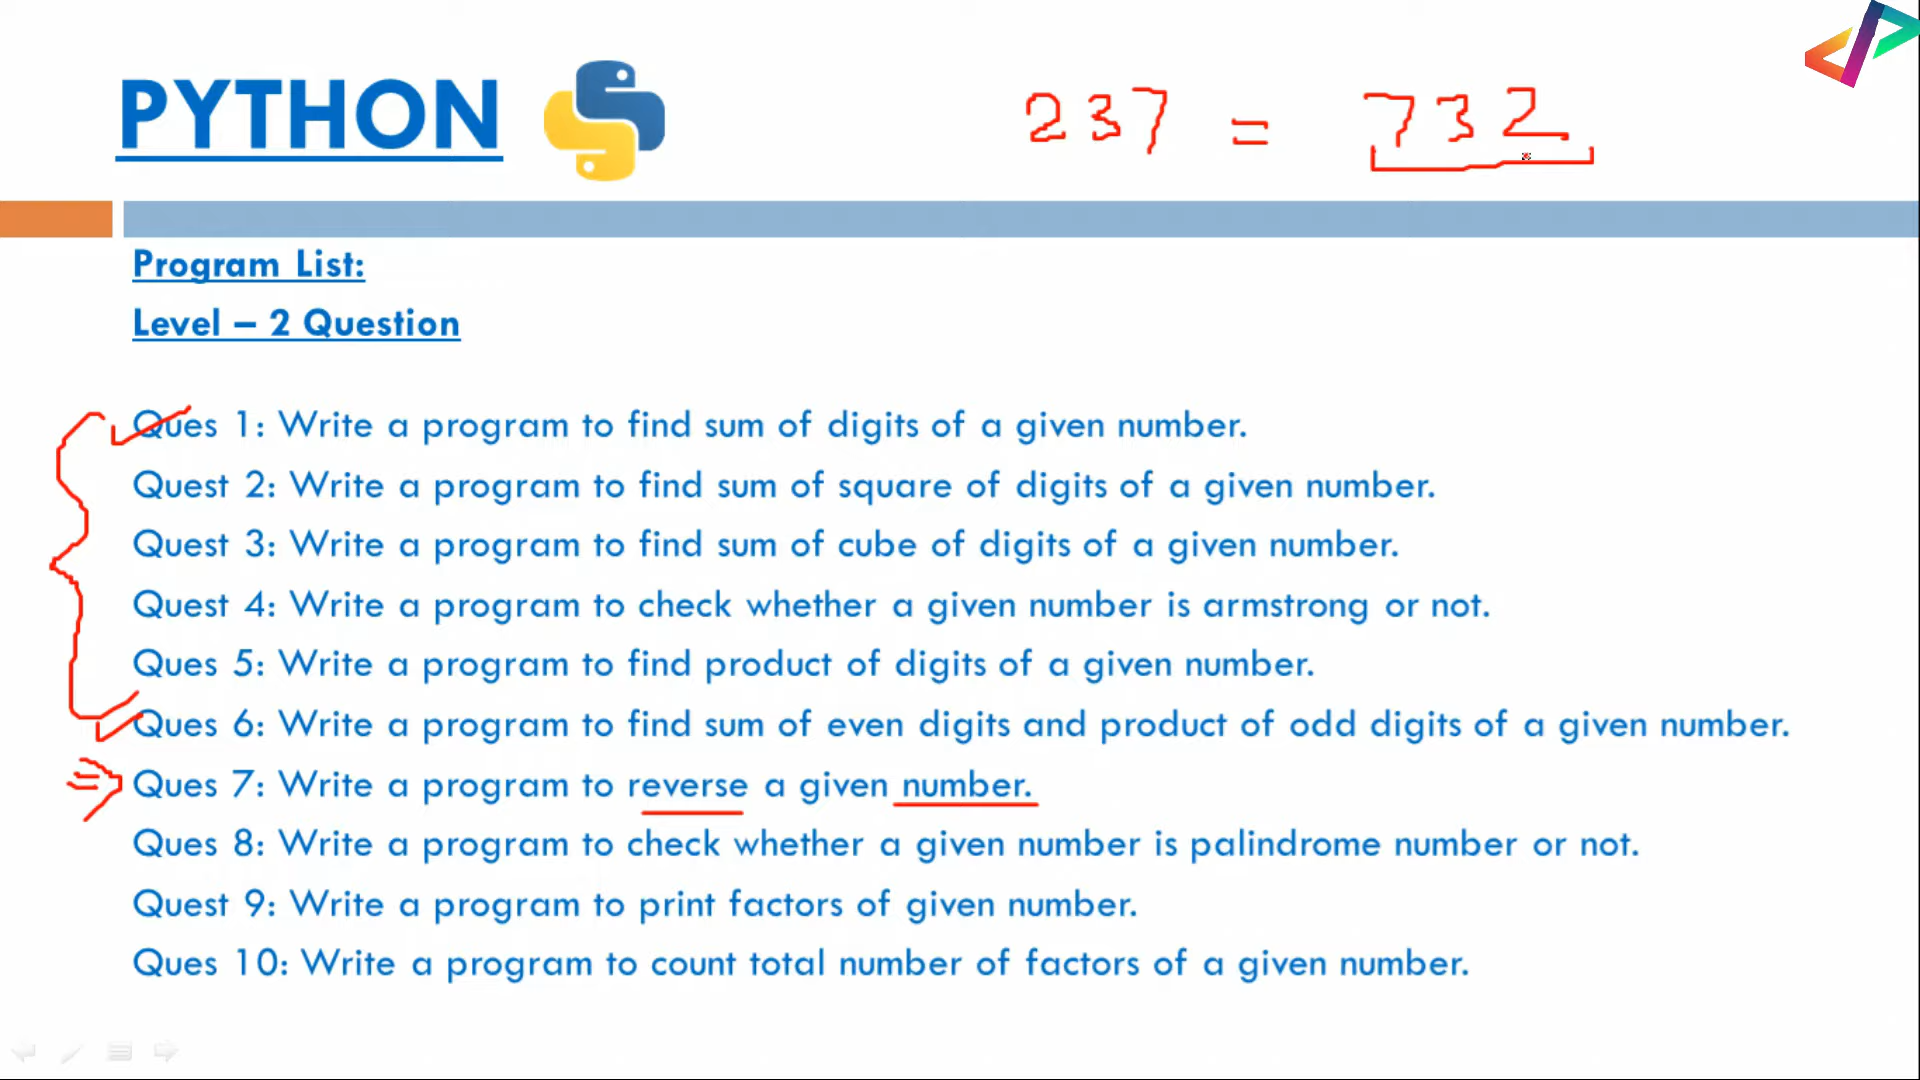 PYTHON
237 = 732
Program List:
Level – 2 Question
Ques 1: Write a program to find sum of digits of a given number.
Quest 2: Write a program to find sum of square of digits of a given number.
Quest 3: Write a program to find sum of cube of digits of a given number.
Quest 4: Write a program to check whether a given number is armstrong or not.
Ques 5: Write a program to find product of digits of a given number.
Ques 6: Write a program to find sum of even digits and product of odd digits of a given number.
Ques 7: Write a program to reverse a given number.
Ques 8: Write a program to check whether a given number is palindrome number or not.
Quest 9: Write a program to print factors of given number.
Ques 10: Write a program to count total number of factors of a given number.